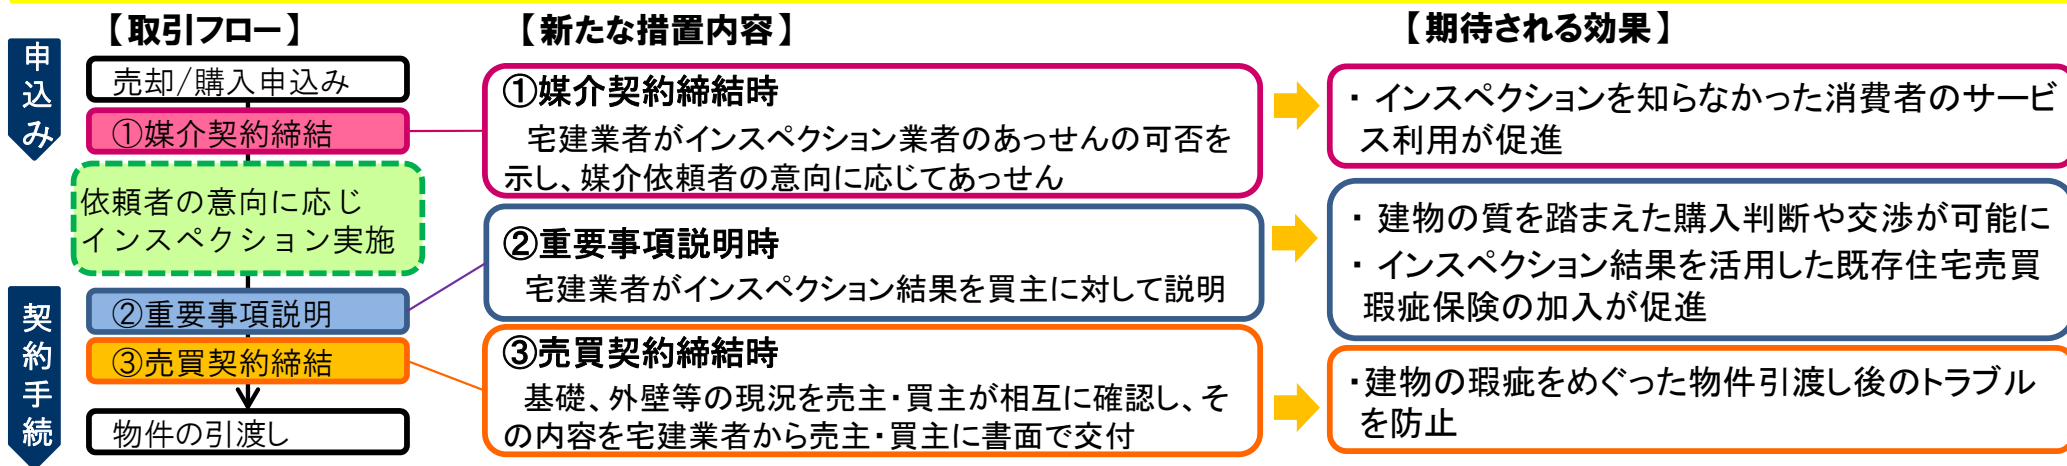 【取引フロー】
申込み
売却/購入申込み
①媒介契約締結
依頼者の意向に応じ
インスペクション実施
契約手続
②重要事項説明
③売買契約締結
物件の引渡し
【新たな措置内容】
①媒介契約締結時
宅建業者がインスペクション業者のあっせんの可否を
示し、媒介依頼者の意向に応じてあっせん
②重要事項説明時
宅建業者がインスペクション結果を買主に対して説明
③売買契約締結時
基礎、外壁等の現況を売主・買主が相互に確認し、そ
の内容を宅建業者から売主・買主に書面で交付
【期待される効果】
・インスペクションを知らなかった消費者のサービ
ス利用が促進
・建物の質を踏まえた購入判断や交渉が可能に
・インスペクション結果を活用した既存住宅売買
瑕疵保険の加入が促進
・建物の瑕疵をめぐった物件引渡し後のトラブル
を防止